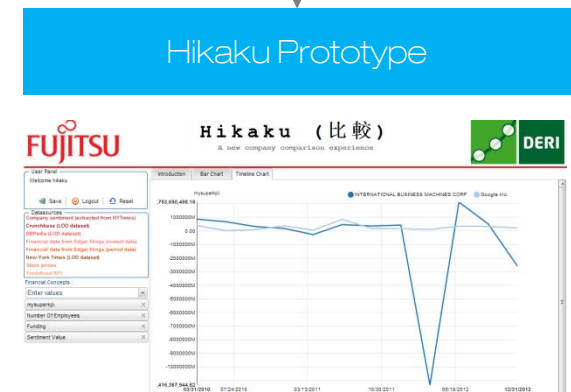 Hikaku Prototype
FUJITSU
Hikaku (比較)
A new company comparison experience
DERI
User Panel
Welcome hikaku
Save
Logout
Reset
Datasources
Company sentiment (extracted from NYTimes)
Crunchbase (LOD dataset)
DBPedia (LOD dataset)
Financial data from Edgar filings (instant data)
Financial data from Edgar filings (period data)
New-York Times (LOD dataset)
Stock prices
Predefined KPI
Financial Concepts :
Enter values
mysuperkpi
Number Of Employees
Funding
Sentiment Value
Introduction
Bar Chart
Timeline Chart
mysuperkpi
INTERNATIONAL BUSINESS MACHINES CORP
Google Inc.
1000000M
0.00
-1000000M
-2000000M
-3000000M
-4000000M
-5000000M
-6000000M
-7000000M
-8000000M
-9000000M
-10000000M
03/31/2010
07/24/2010
03/13/2011
10/30/2011
06/16/2012
12/31/2012